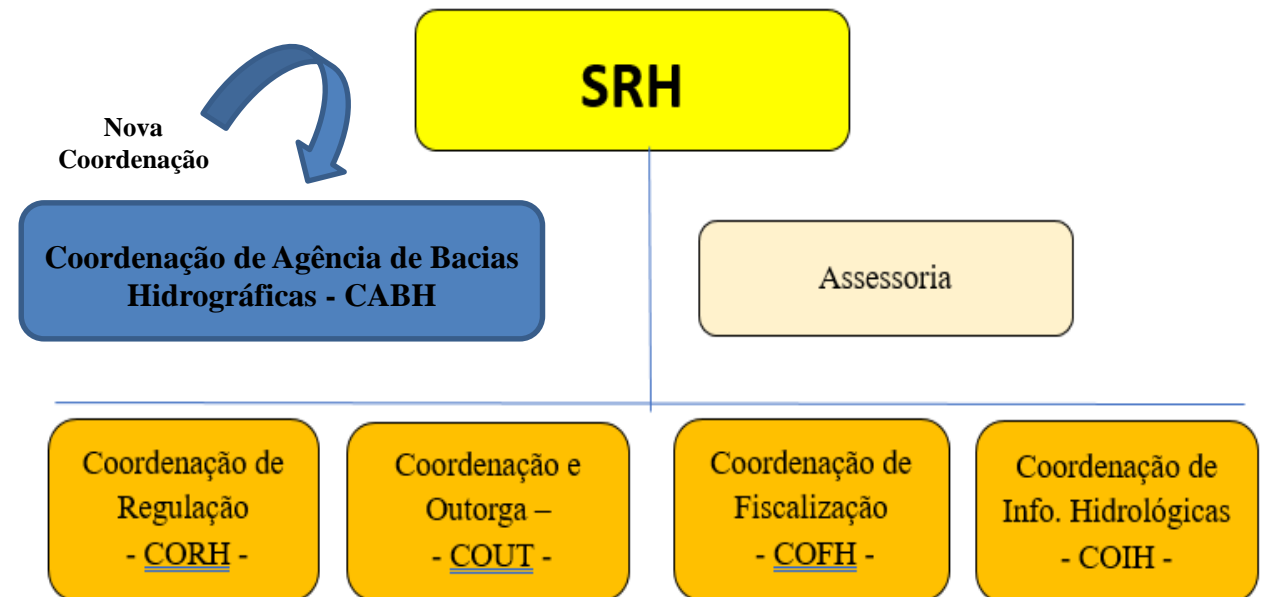 SRH
Nova
Coordenação
Coordenação de Agência de Bacias
Hidrográficas - CABH
Assessoria
Coordenação de
Regulação
- CORH -
Coordenação e
Outorga –
- COUT -
Coordenação de
Fiscalização
- COFH -
Coordenação de
Info. Hidrológicas
- COIH -